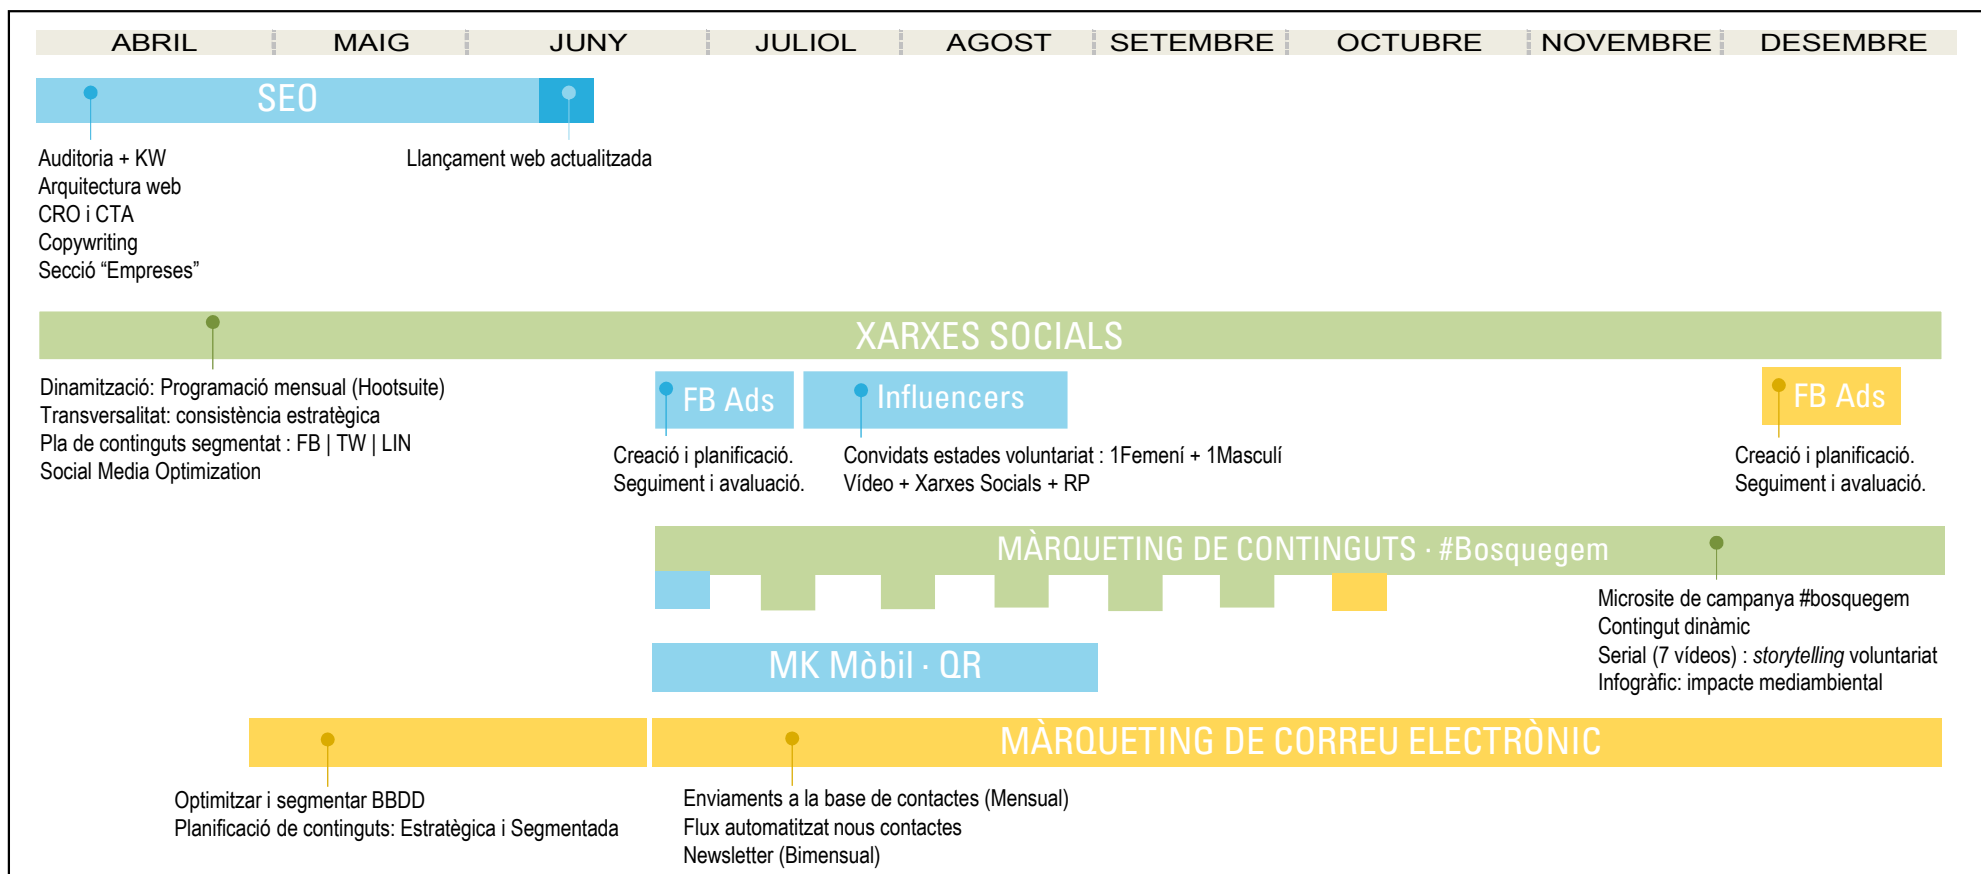 ABRIL MAIG JUNY JULIOL AGOST SETEMBRE OCTUBRE NOVEMBRE DESEMBRE
SEO
Auditoria + KW
Arquitectura web
CRO i CTA
Copywriting
Secció “Empreses”
Llançament web actualitzada
XARXES SOCIALS
Dinamització: Programació mensual (Hootsuite)
Transversalitat: consistència estratègica
Pla de continguts segmentat : FB | TW | LIN
Social Media Optimization
FB Ads
Creació i planificació.
Seguiment i avaluació.
Influencers
Convidats estades voluntariat : 1Femení + 1Masculí
Vídeo + Xarxes Socials + RP
FB Ads
Creació i planificació.
Seguiment i avaluació.
MÀRQUETING DE CONTINGUTS · #Bosquegem
Microsite de campanya #bosquegem
Contingut dinàmic
Serial (7 vídeos) : storytelling voluntariat
Infogràfic: impacte mediambiental
MK Mòbil · QR
MÀRQUETING DE CORREU ELECTRÒNIC
Optimitzar i segmentar BBDD
Planificació de continguts: Estratègica i Segmentada
Enviaments a la base de contactes (Mensual)
Flux automatitzat nous contactes
Newsletter (Bimensual)